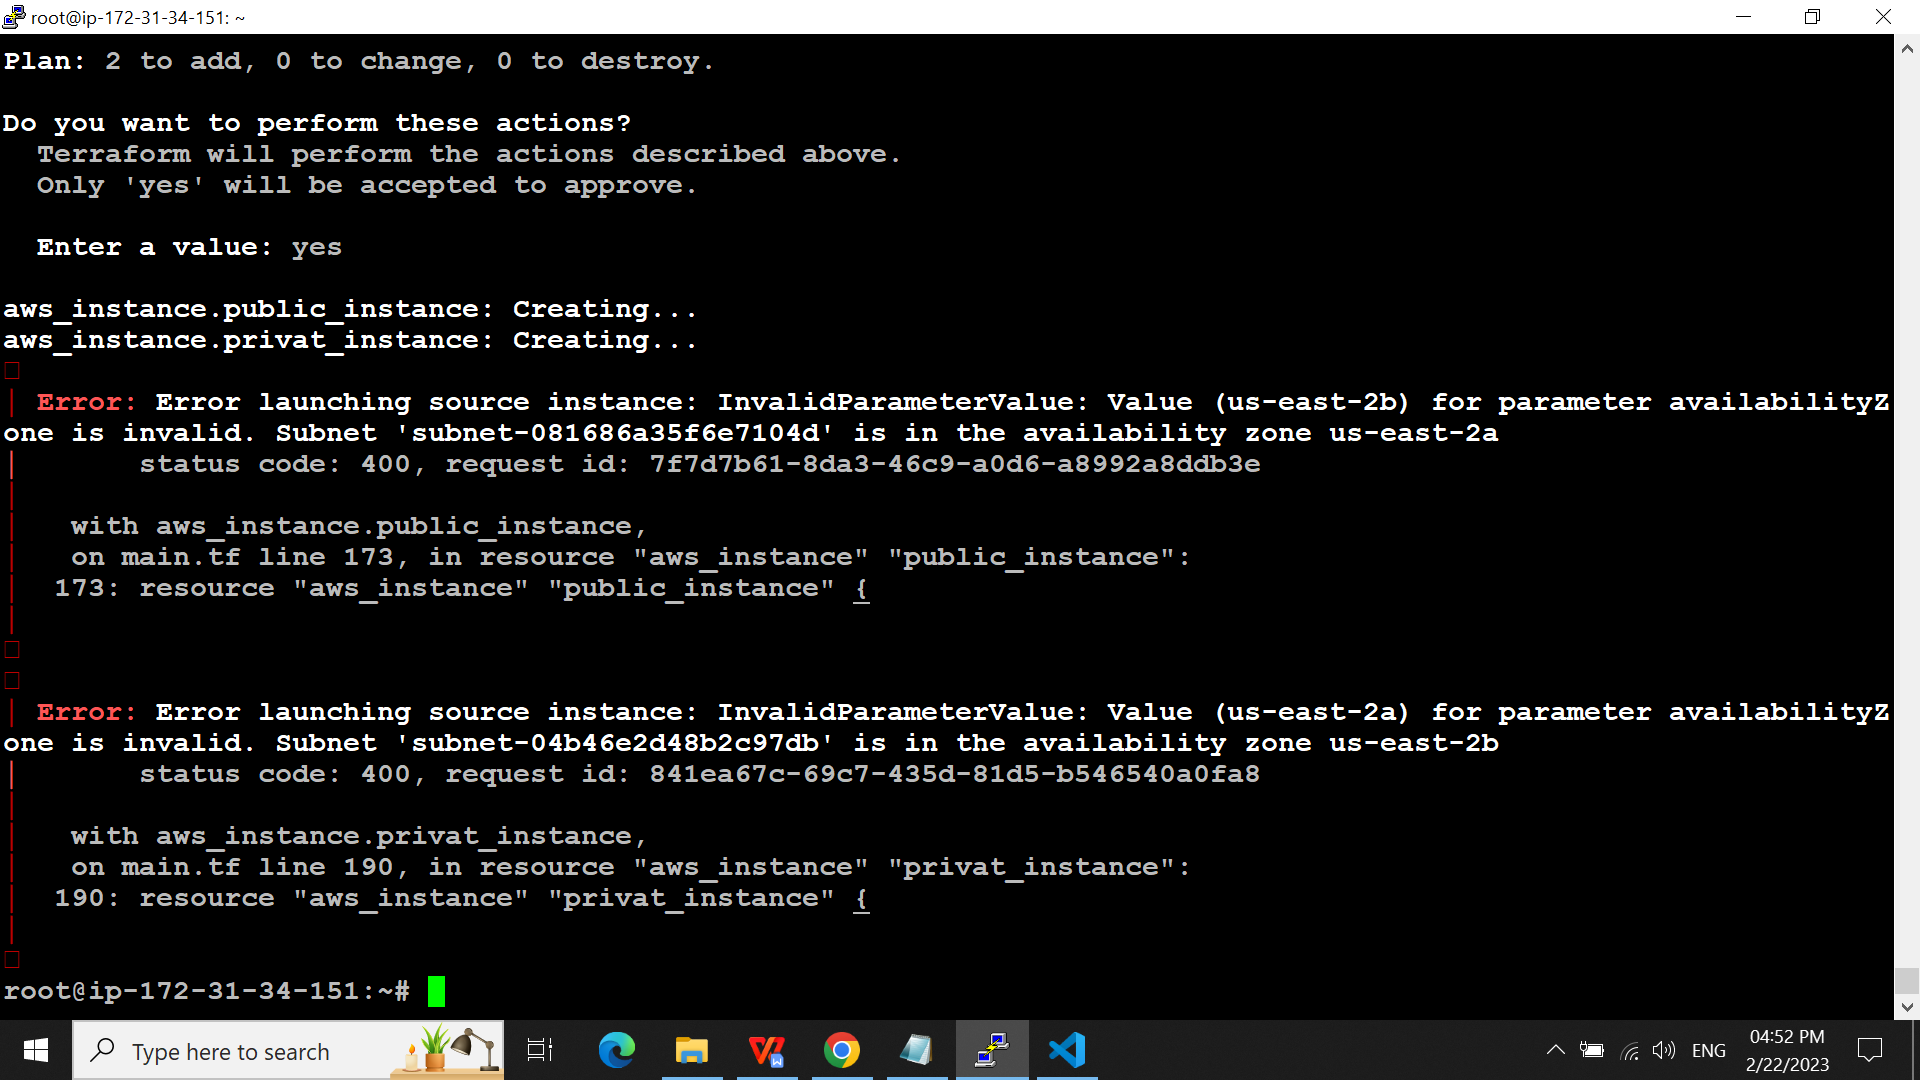 root@ip-172-31-34-151: ~
Plan: 2 to add, 0 to change, 0 to destroy.
Do you want to perform these actions?
Terraform will perform the actions described above.
Only 'yes' will be accepted to approve.
Enter a value: yes
aws_instance.public_instance: Creating...
aws_instance.privat_instance: Creating...
Error: Error launching source instance: InvalidParameterValue: Value (us-east-2b) for parameter availabilityZ
one is invalid. Subnet 'subnet-081686a35f6e7104d' is in the availability zone us-east-2a
status code: 400, request id: 7f7d7b61-8da3-46c9-a0d6-a8992a8ddb3e
with aws_instance.public_instance,
on main.tf line 173, in resource "aws_instance" "public_instance":
173: resource "aws_instance" "public_instance" {
Error: Error launching source instance: InvalidParameterValue: Value (us-east-2a) for parameter availabilityZ
one is invalid. Subnet 'subnet-04b46e2d48b2c97db' is in the availability zone us-east-2b
status code: 400, request id: 841ea67c-69c7-435d-81d5-b546540a0fa8
with aws_instance.privat_instance,
on main.tf line 190, in resource "aws_instance" "privat_instance":
190: resource "aws_instance" "privat_instance" {
root@ip-172-31-34-151:~#
Type here to search
ENG
04:52 PM
2/22/2023